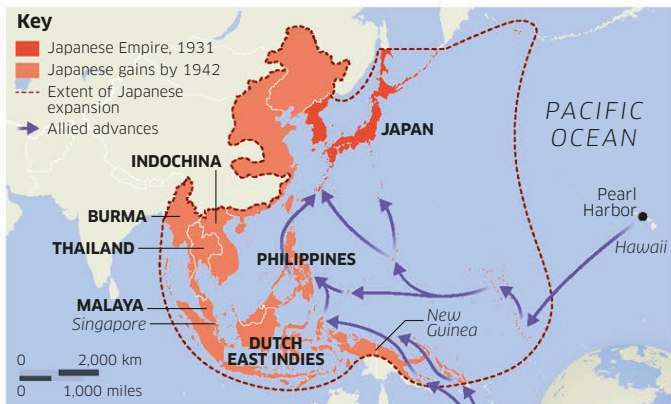 Key
Japanese Empire, 1931
Japanese gains by 1942
Extent of Japanese
expansion
Allied advances
PACIFIC
OCEAN
JAPAN
INDOCHINA
Pearl
Harbor
Hawaii
BURMA
THAILAND
PHILIPPINES
MALAYA
Singapore
New
Guinea
DUTCH
EAST INDIES
0 2,000 km
0 1,000 miles